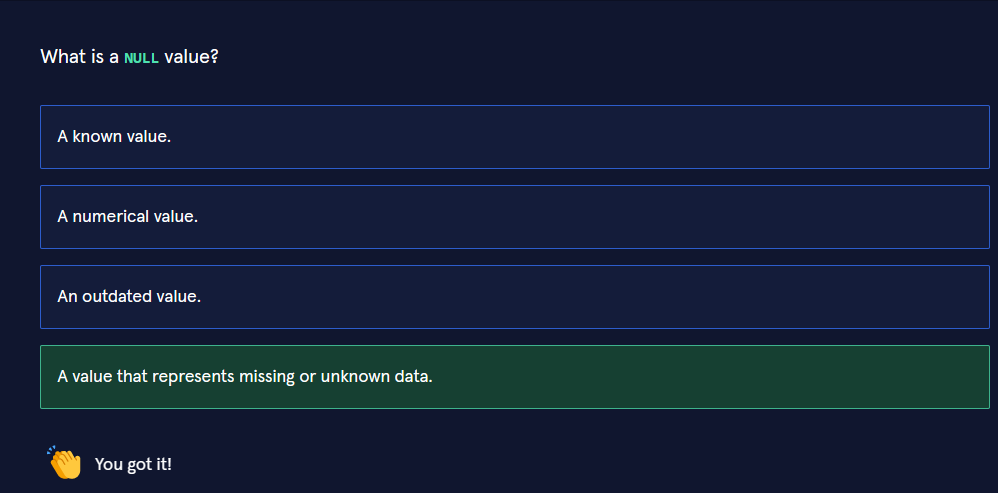 What is a NULL value?
A known value.
A numerical value.
An outdated value.
A value that represents missing or unknown data.
You got it!